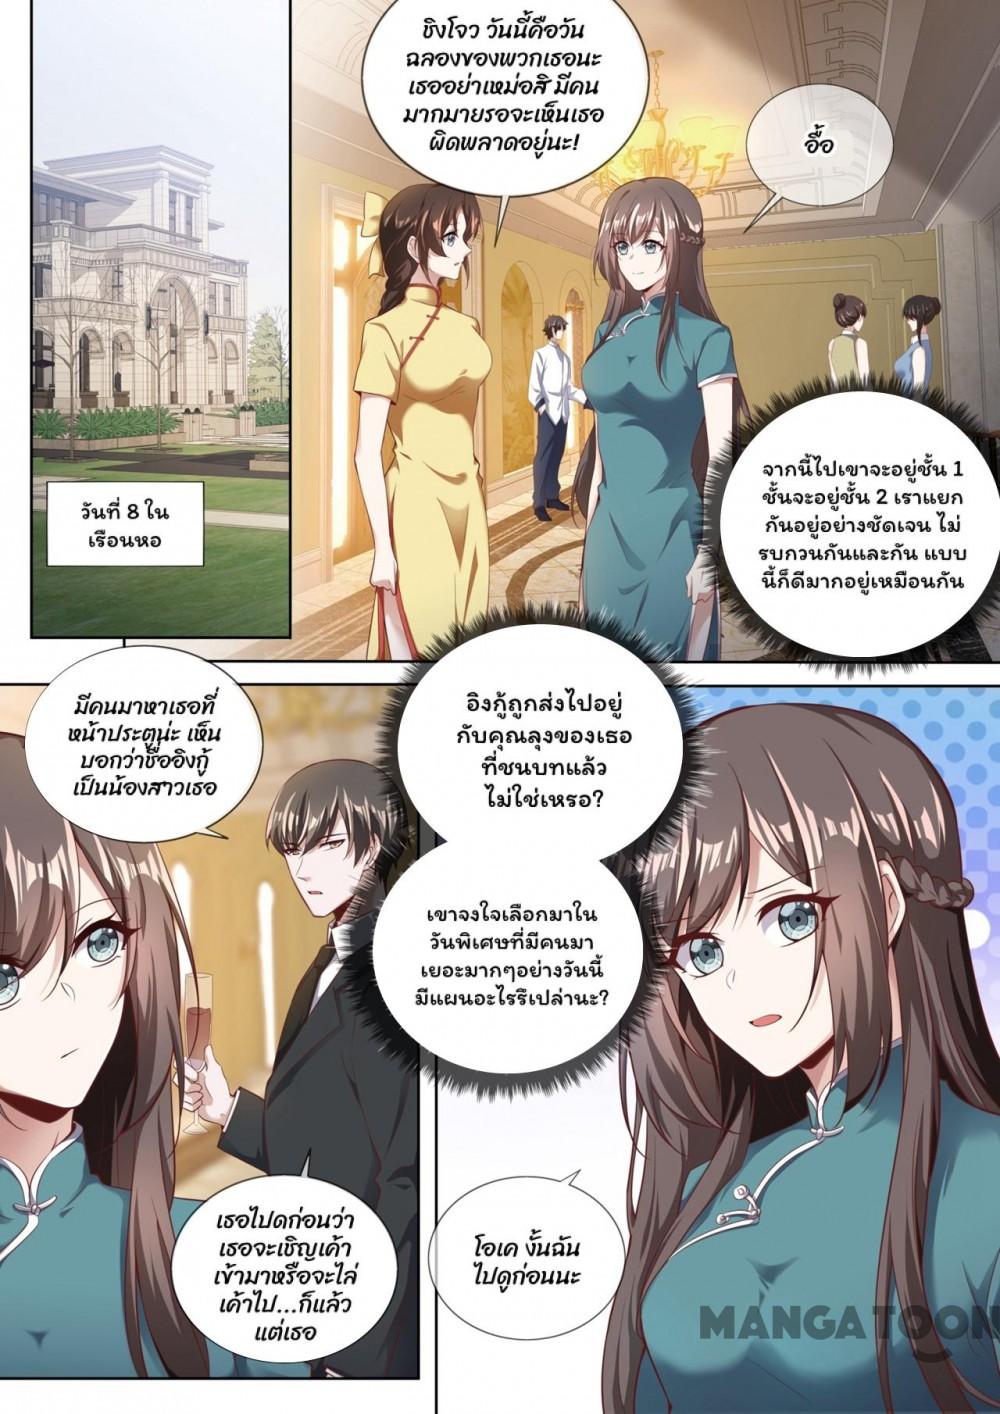 ชิงโจว วันนี้คือวัน
ฉลองของพวกเธอนะ
เธออย่าเหม่อสิ มีคน
มากมายรอจะเห็นเธอ
ผิดพลาดอยู่นะ!
อื้อ
วันที่ 8 ใน
เรือนหอ
จากนี้ไปเขาจะอยู่ชั้น 1
ชั้นจะอยู่ชั้น 2 เราแยก
กันอยู่อย่างชัดเจน ไม่
รบกวนกันและกัน แบบ
นี้ก็ดีมากอยู่เหมือนกัน
มีคนมาหาเธอที่
หน้าประตูน่ะ เห็น
บอกว่าชื่ออิงกู้
เป็นน้องสาวเธอ
อิงกู้ถูกส่งไปอยู่
กับคุณลุงของเธอ
ที่ชนบทแล้ว
ไม่ใช่เหรอ?
เขาจงใจเลือกมาใน
วันพิเศษที่มีคนมา
เยอะมากๆอย่างวันนี้
มีแผนอะไรรึเปล่านะ?
เธอไปดูก่อนว่า
เธอจะเชิญเค้า
เข้ามาหรือจะไล่
เค้าไป...ก็แล้ว
แต่เธอ
โอเค งั้นฉัน
ไปดูก่อนนะ
MANGATOON